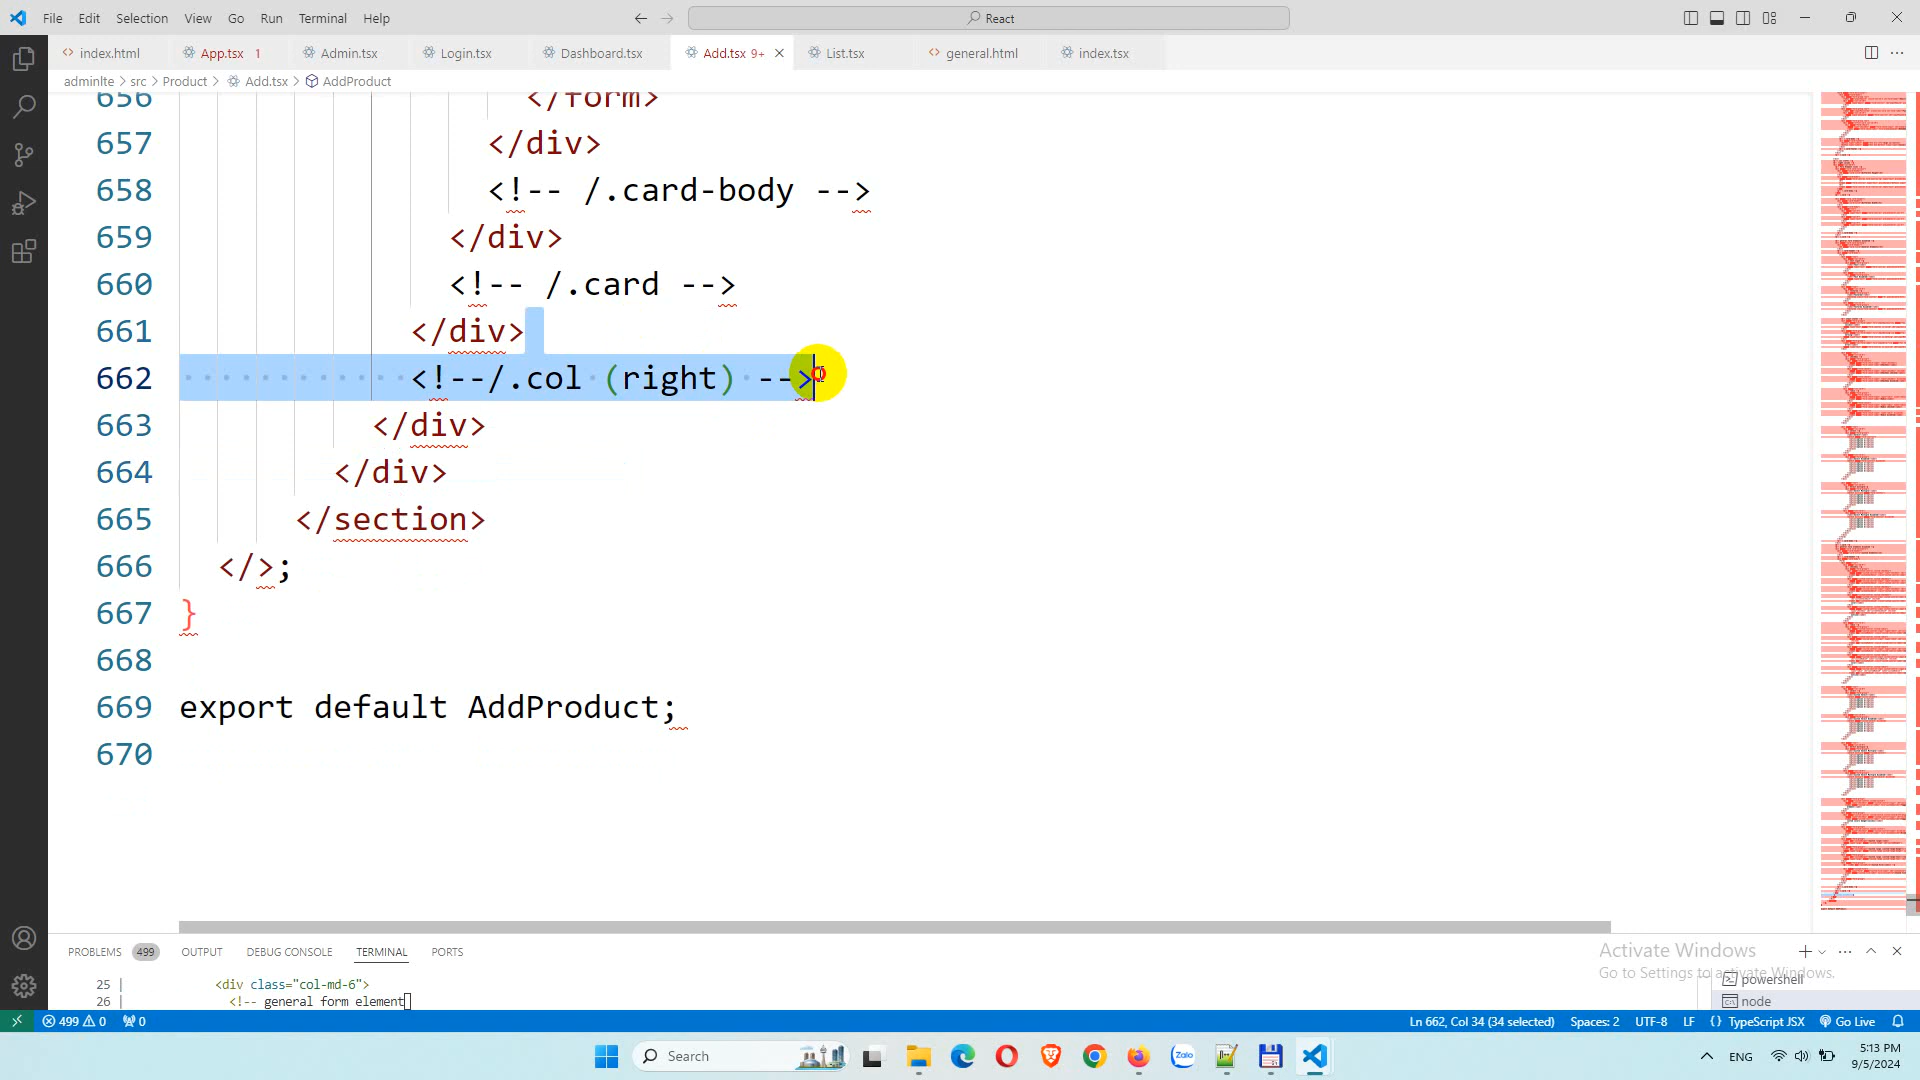 File Edit Selection View Go Run Terminal Help
React
index.html App.tsx 1 Admin.tsx Login.tsx Dashboard.tsx Add.tsx 9+ List.tsx general.html index.tsx
adminlte > src > Product > Add.tsx > AddProduct
656 </form>
657 </div>
658 <!-- /.card-body -->
659 </div>
660 <!-- /.card -->
661 </div>
662 <!--/.col (right) -->
663 </div>
664 </div>
665 </section>
666 </>;
667 }
668
669 export default AddProduct;
670
PROBLEMS 499 OUTPUT DEBUG CONSOLE TERMINAL PORTS
25 | <div class="col-md-6">
26 | <!-- general form element
Activate Windows
Go to Settings to activate Windows.
powershell
node
499 0 0 Ln 662, Col 34 (34 selected) Spaces: 2 UTF-8 LF {} TypeScript JSX Go Live
Search
Zalo
ENG
5:13 PM
9/5/2024